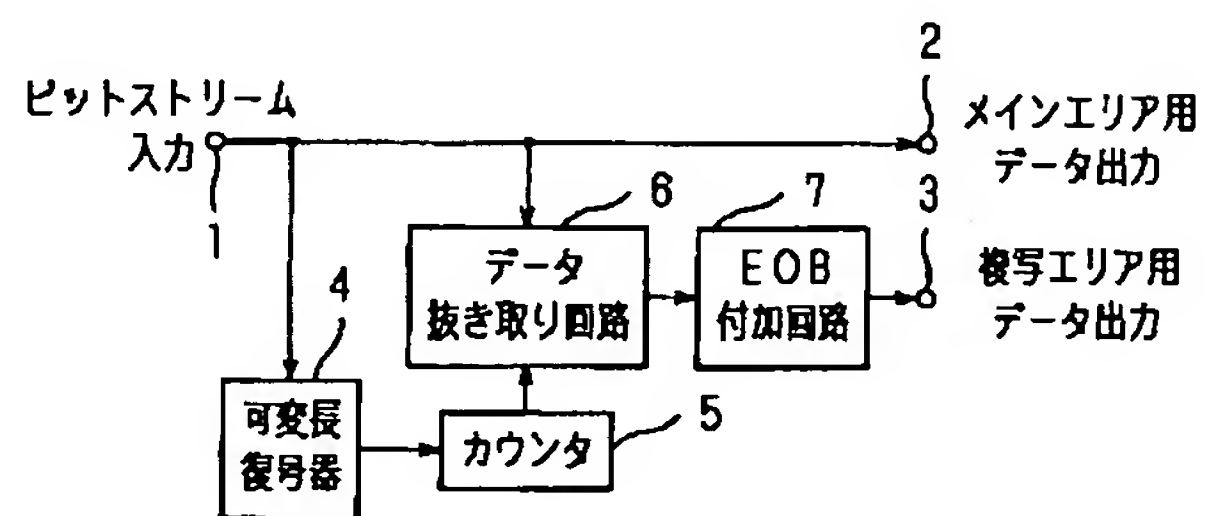 2
ビットストリーム
入力
メインエリア用
データ出力
1
6
7
3
データ
抜き取り回路
EOB
付加回路
複写エリア用
データ出力
4
可変長
復号器
カウンタ
5